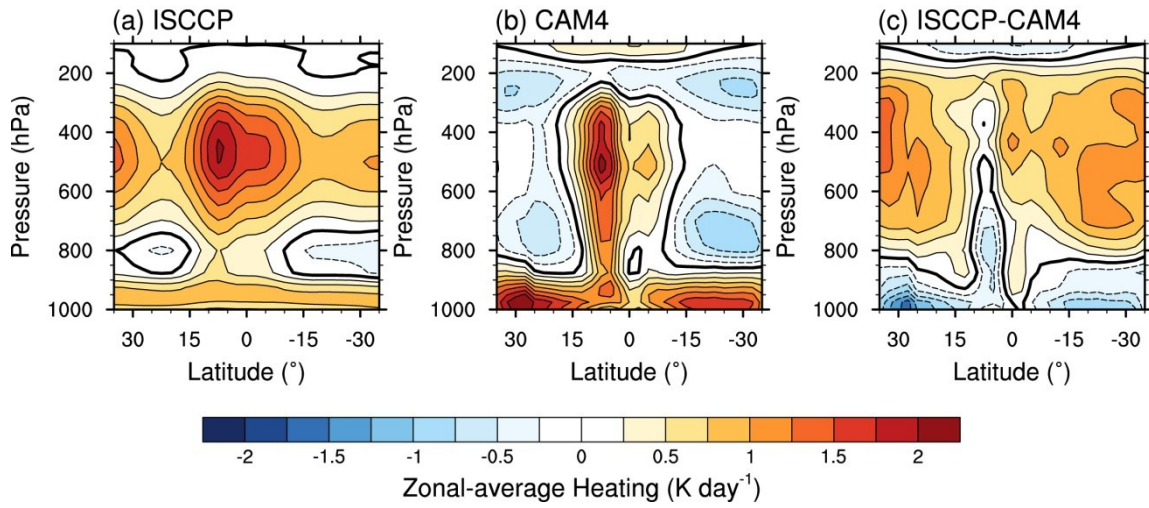 (a) ISCCP
(b) CAM4
(c) ISCCP-CAM4
Pressure (hPa)
200
400
600
800
1000
30 15 0 -15 -30
Latitude (°)
Pressure (hPa)
200
400
600
800
1000
30 15 0 -15 -30
Latitude (°)
Pressure (hPa)
200
400
600
800
1000
30 15 0 -15 -30
Latitude (°)
-2 -1.5 -1 -0.5 0 0.5 1 1.5 2
Zonal-average Heating (K day⁻¹)